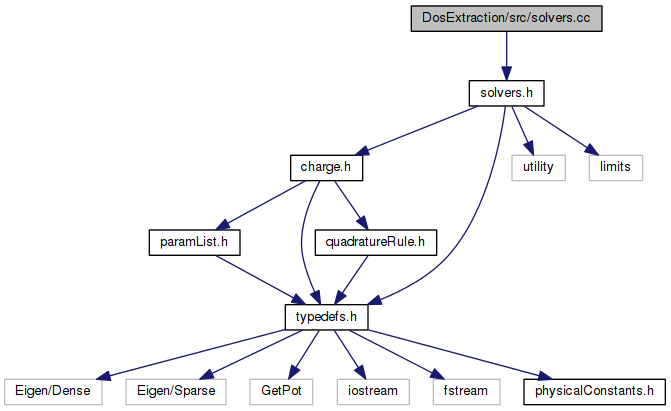 DosExtraction/src/solvers.cc
solvers.h
charge.h
utility
limits
paramList.h
quadratureRule.h
typedefs.h
Eigen/Dense
Eigen/Sparse
GetPot
iostream
fstream
physicalConstants.h